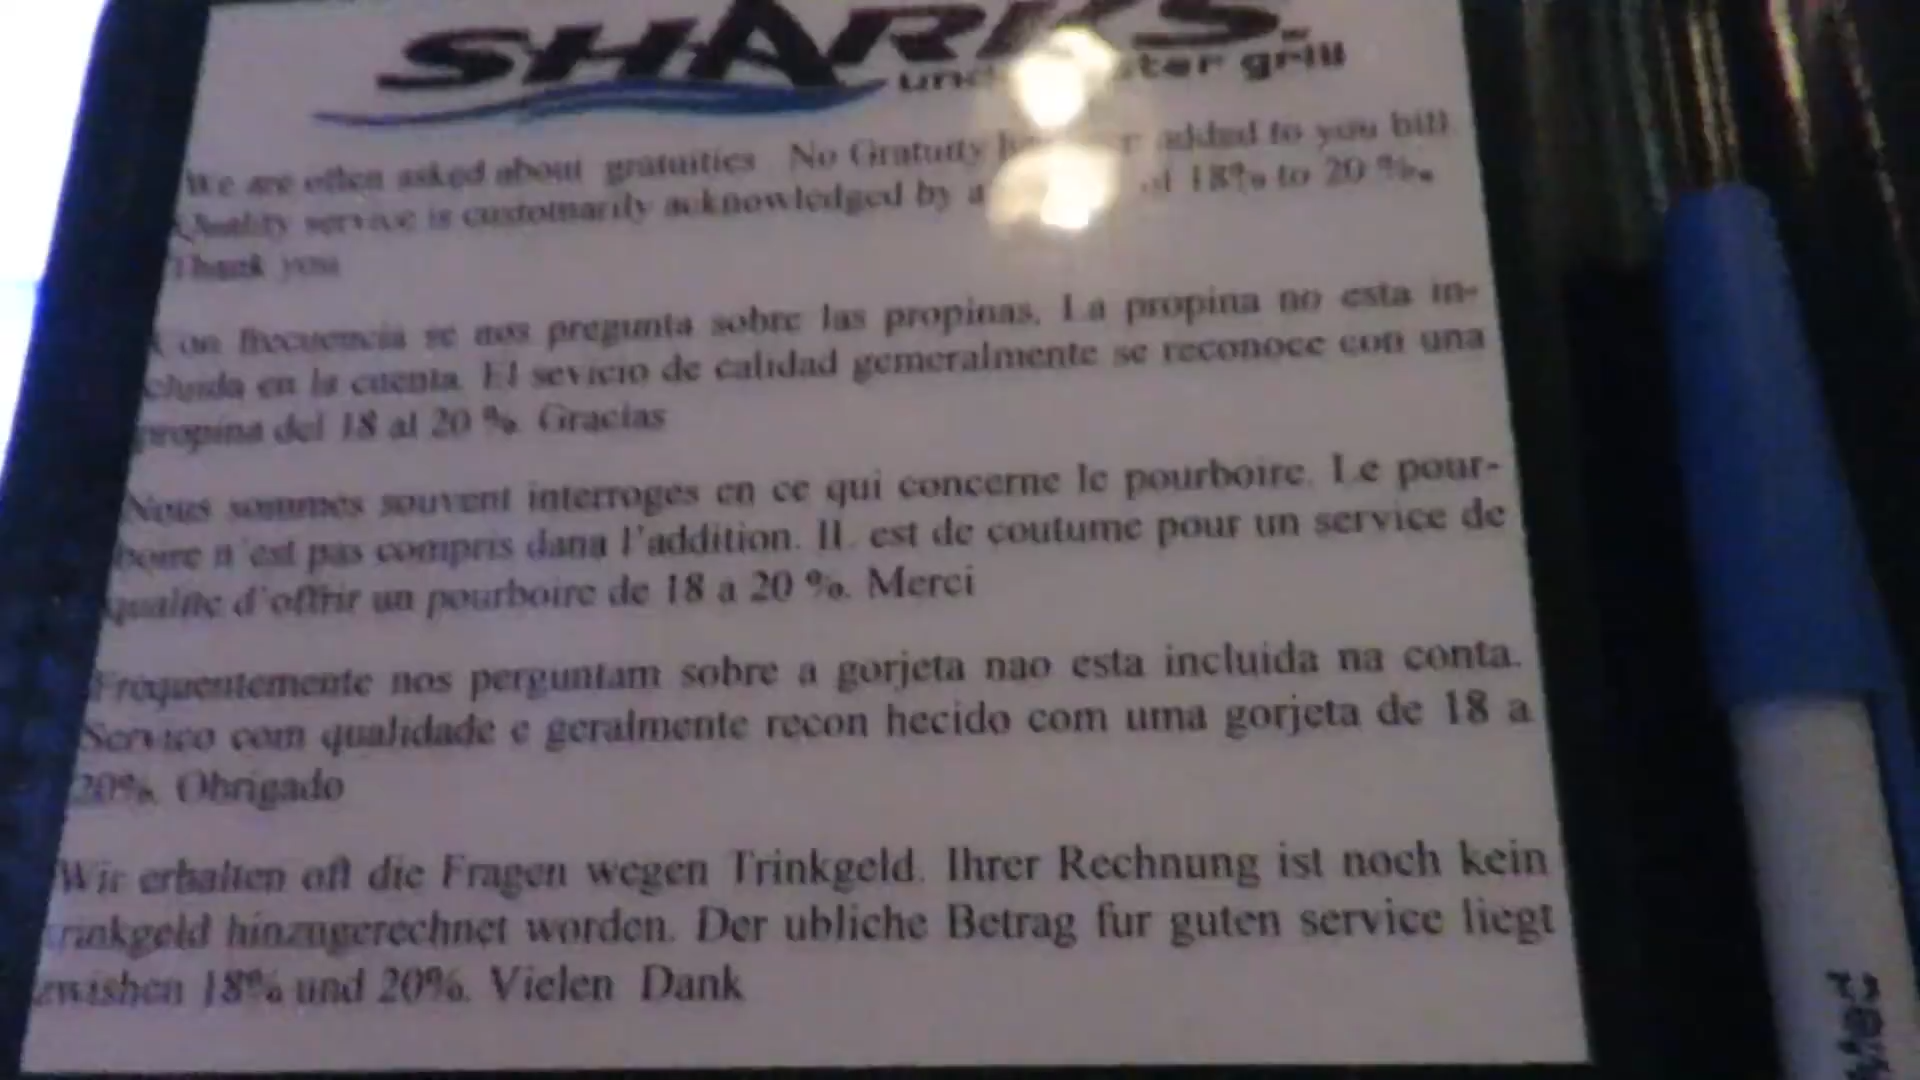 SHARKS
grill
We are often asked about gratuities No Gratuity added to you bill
Quality service is customarily acknowledged by a of 18% to 20 %.
Thank you
Con frecuencia se nos pregunta sobre las propinas. La propina no esta in-
cluida en la cuenta. El sevicio de calidad gemeralmente se reconoce con una
propina del 18 al 20 %. Gracias
Nous sommes souvent interroges en ce qui concerne le pourboire. Le pour-
boire n'est pas compris dana l'addition. IL est de coutume pour un service de
qualite d'offrir un pourboire de 18 a 20 %. Merci
Frequentemente nos perguntam sobre a gorjeta nao esta incluida na conta.
Servico com qualidade e geralmente recon hecido com uma gorjeta de 18 a
20%. Obrigado
Wir erhalten oft die Fragen wegen Trinkgeld. Ihrer Rechnung ist noch kein
trinkgeld hinzugerechnet worden. Der ubliche Betrag fur guten service liegt
zwishen 18% und 20%. Vielen Dank